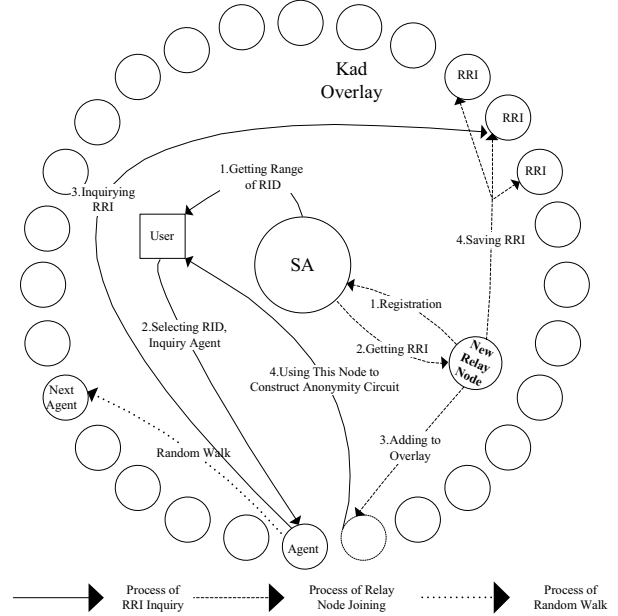 Kad
Overlay
RRI
RRI
RRI
1.Getting Range
of RID
3.Inquirying
RRI
User
SA
4.Saving RRI
1.Registration
2.Selecting RID,
Inquiry Agent
2.Getting RRI
New
Relay
Node
4.Using This Node to
Construct Anonymity Circuit
Next
Agent
3.Adding to
Overlay
Random Walk
Agent
Process of
RRI Inquiry
Process of Relay
Node Joining
Process of
Random Walk